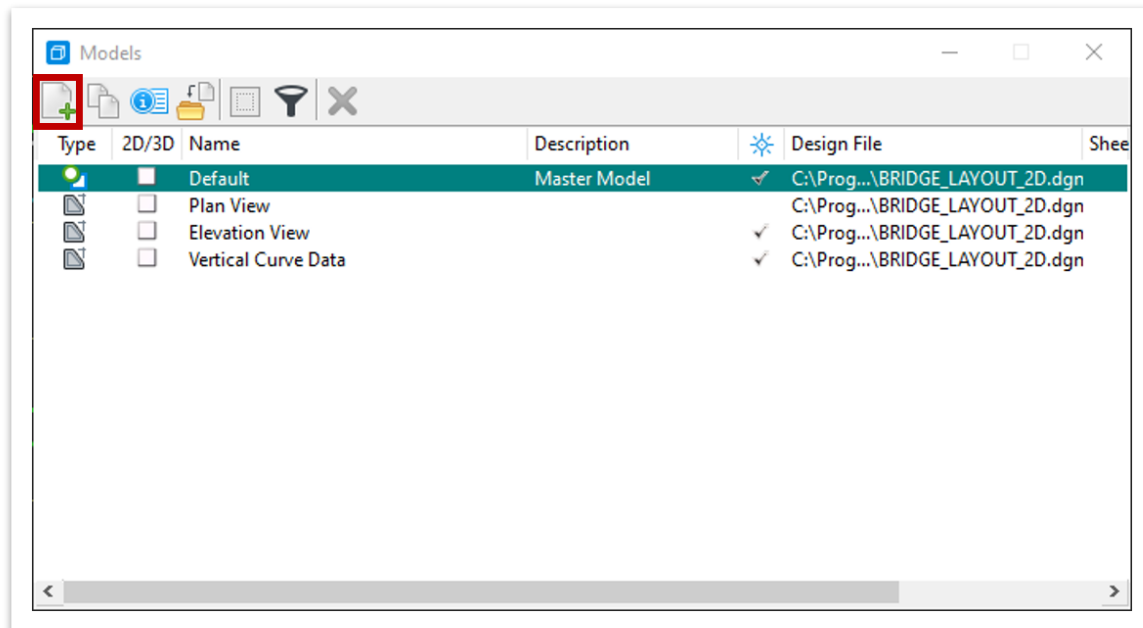 Models
Type 2D/3D Name Description Design File Shee
Default Master Model C:\Prog...\BRIDGE_LAYOUT_2D.dgn
Plan View C:\Prog...\BRIDGE_LAYOUT_2D.dgn
Elevation View C:\Prog...\BRIDGE_LAYOUT_2D.dgn
Vertical Curve Data C:\Prog...\BRIDGE_LAYOUT_2D.dgn